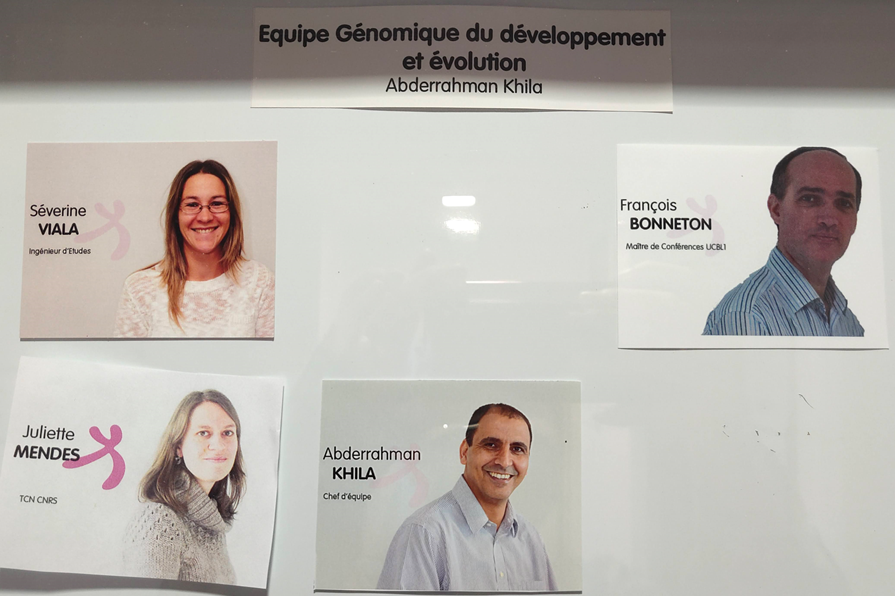 Equipe Génomique du développement
et évolution
Abderrahman Khila
Séverine
VIALA
Ingénieur d'Etudes
François
BONNETON
Maître de Conférences UCBL1
Juliette
MENDES
TCN CNRS
Abderrahman
KHILA
Chef d'équipe